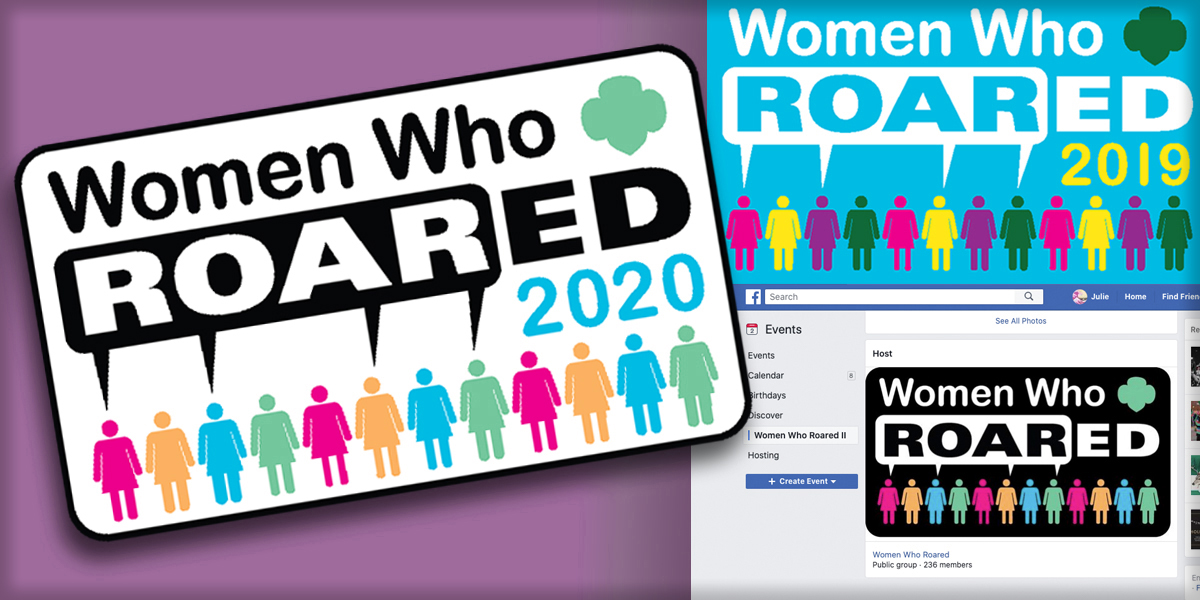 Women Who
ROARED
2020
Women Who
ROARED
2019
f
Search
Julie
Home
Find Frien
2
Events
Events
Calendar
8
Birthdays
Discover
Women Who Roared II
Hosting
+ Create Event
See All Photos
Host
Women Who
ROARED
Women Who Roared
Public group · 236 members
Re